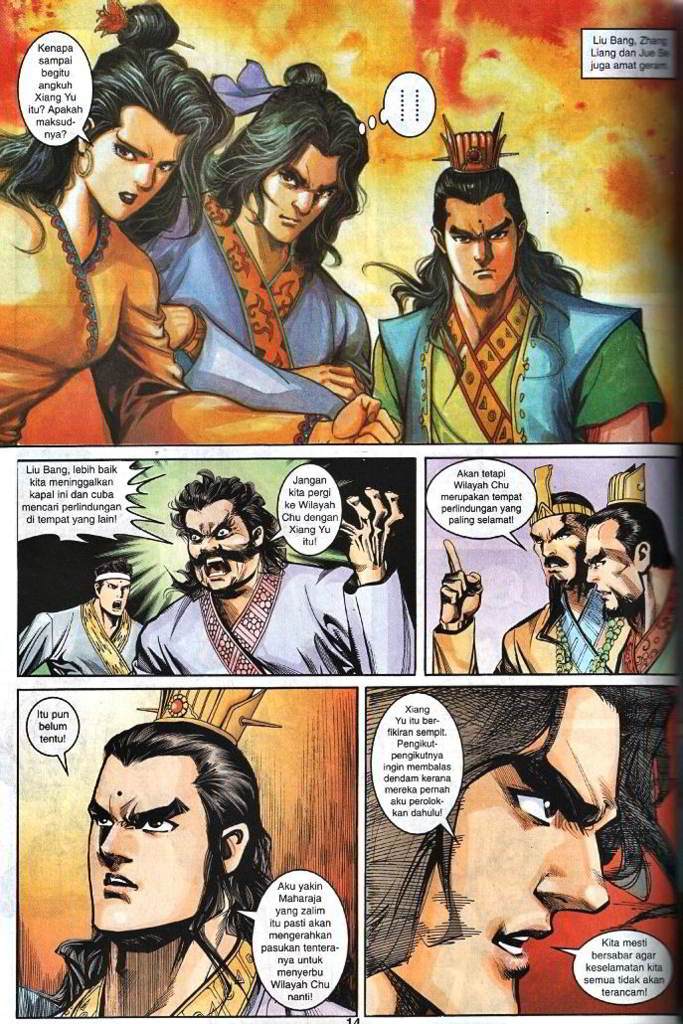 Kenapa
sampai
begitu
angkuh
Xiang Yu
itu? Apakah
maksud-
nya?
Liu Bang, Zhang
Liang dan Jue Se
juga amat geram.
Liu Bang, lebih baik
kita meninggalkan
kapal ini dan cuba
mencari perlindungan
di tempat yang lain!
Jangan
kita pergi
ke Wilayah
Chu dengan
Xiang Yu
itu!
Akan tetapi
Wilayah Chu
merupakan tempat
perlindungan yang
paling selamat!
Itu pun
belum
tentu!
Aku yakin
Maharaja
yang zalim
itu pasti akan
mengerahkan
pasukan tentera-
nya untuk
menyerbu
Wilayah Chu
nanti!
Xiang
Yu itu ber-
fikiran sempit.
Pengikut-
pengikutnya
ingin membalas
dendam kerana
mereka pernah
aku perolok-
kan dahulu!
Kita mesti
bersabar agar
keselamatan kita
semua tidak akan
terancam!
14